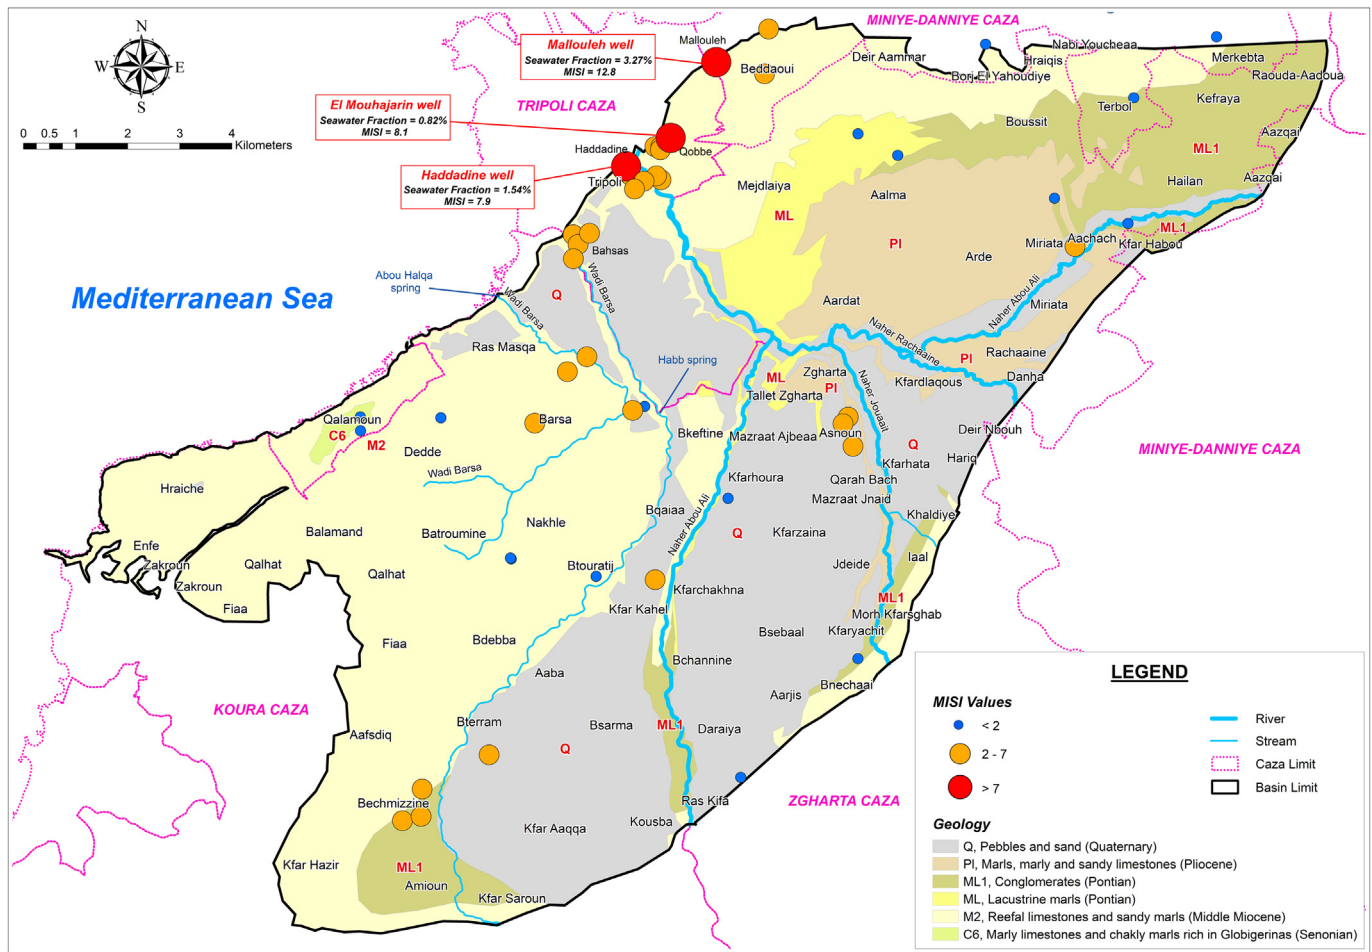 MINIYE-DANNIYE CAZA
N
W
E
S
0
0.5
1
2
3
4
Kilometers
Mallouleh well
Seawater Fraction = 3.27%
MISI = 12.8
El Mouhajarin well
Seawater Fraction = 0.82%
MISI = 8.1
Haddadine well
Seawater Fraction = 1.54%
MISI = 7.9
TRIPOLI CAZA
Mallouleh
Beddaoui
Deir Aammar
Nabi Youcheaa
Hraiqis
Borj El Yahoudiye
Merkebta
Raouda-Aadoua
Kefraya
Terbol
Boussit
Aazqai
ML1
Haddadine
Qobbe
Tripoli
Mejdlaiya
Aalma
Hailan
Aazqai
ML
ML1
Miriata
Aachach
Kfar Habou
PI
Arde
Bahsas
Abou Halqa
spring
Mediterranean Sea
Q
Wadi Barsa
Wadi Barsa
Aardat
Naher Abou Ali
Miriata
Naher Rachaaine
Ras Masqa
Habb spring
Rachaaine
PI
Zgharta
ML
PI
Kfardlaqous
Danha
Tallet Zgharta
Naher Jouaait
Qalamoun
C6
M2
Barsa
Dedde
Bkeftine
Mazraat Ajbeaa
Asnoun
Deir Nbouh
Q
MINIYE-DANNIYE CAZA
Hariq
Kfarhata
Wadi Barsa
Kfarhoura
Qarah Bach
Mazraat Jnaid
Hraiche
Bqaiaa
Khaldiye
Nakhle
Balamand
Batroumine
Naher Abou Ali
Q
Kfarzaina
Enfe
Zakroun
Qalhat
Qalhat
Btouratij
Jdeide
Iaal
Zakroun
Kfarchakhna
ML1
Fiaa
Kfar Kahel
Morh Kfarsghab
Fiaa
Bdebba
Bsebaal
Kfaryachit
Bchannine
Aaba
Bnechaai
Aarjis
KOURA CAZA
Bterram
Bsarma
ML1
Daraiya
Aafsdiq
Q
Bechmizzine
Ras Kifa
ZGHARTA CAZA
Kousba
Kfar Aaqqa
Kfar Hazir
ML1
Amioun
Kfar Saroun
LEGEND
MISI Values
< 2
2 - 7
> 7
River
Stream
Caza Limit
Basin Limit
Geology
Q, Pebbles and sand (Quaternary)
PI, Marls, marly and sandy limestones (Pliocene)
ML1, Conglomerates (Pontian)
ML, Lacustrine marls (Pontian)
M2, Reefal limestones and sandy marls (Middle Miocene)
C6, Marly limestones and chakly marls rich in Globigerinas (Senonian)